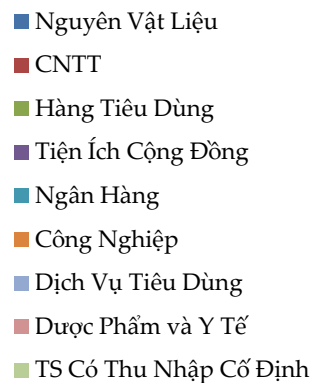 Nguyên Vật Liệu
CNTT
Hàng Tiêu Dùng
Tiện Ích Cộng Đồng
Ngân Hàng
Công Nghiệp
Dịch Vụ Tiêu Dùng
Dược Phẩm và Y Tế
TS Có Thu Nhập Cố Định